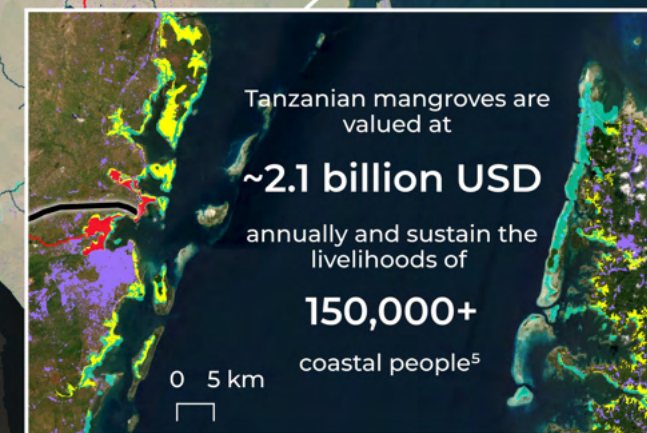 Tanzanian mangroves are
valued at
~2.1 billion USD
annually and sustain the
livelihoods of
150,000+
coastal people⁵
0 5 km